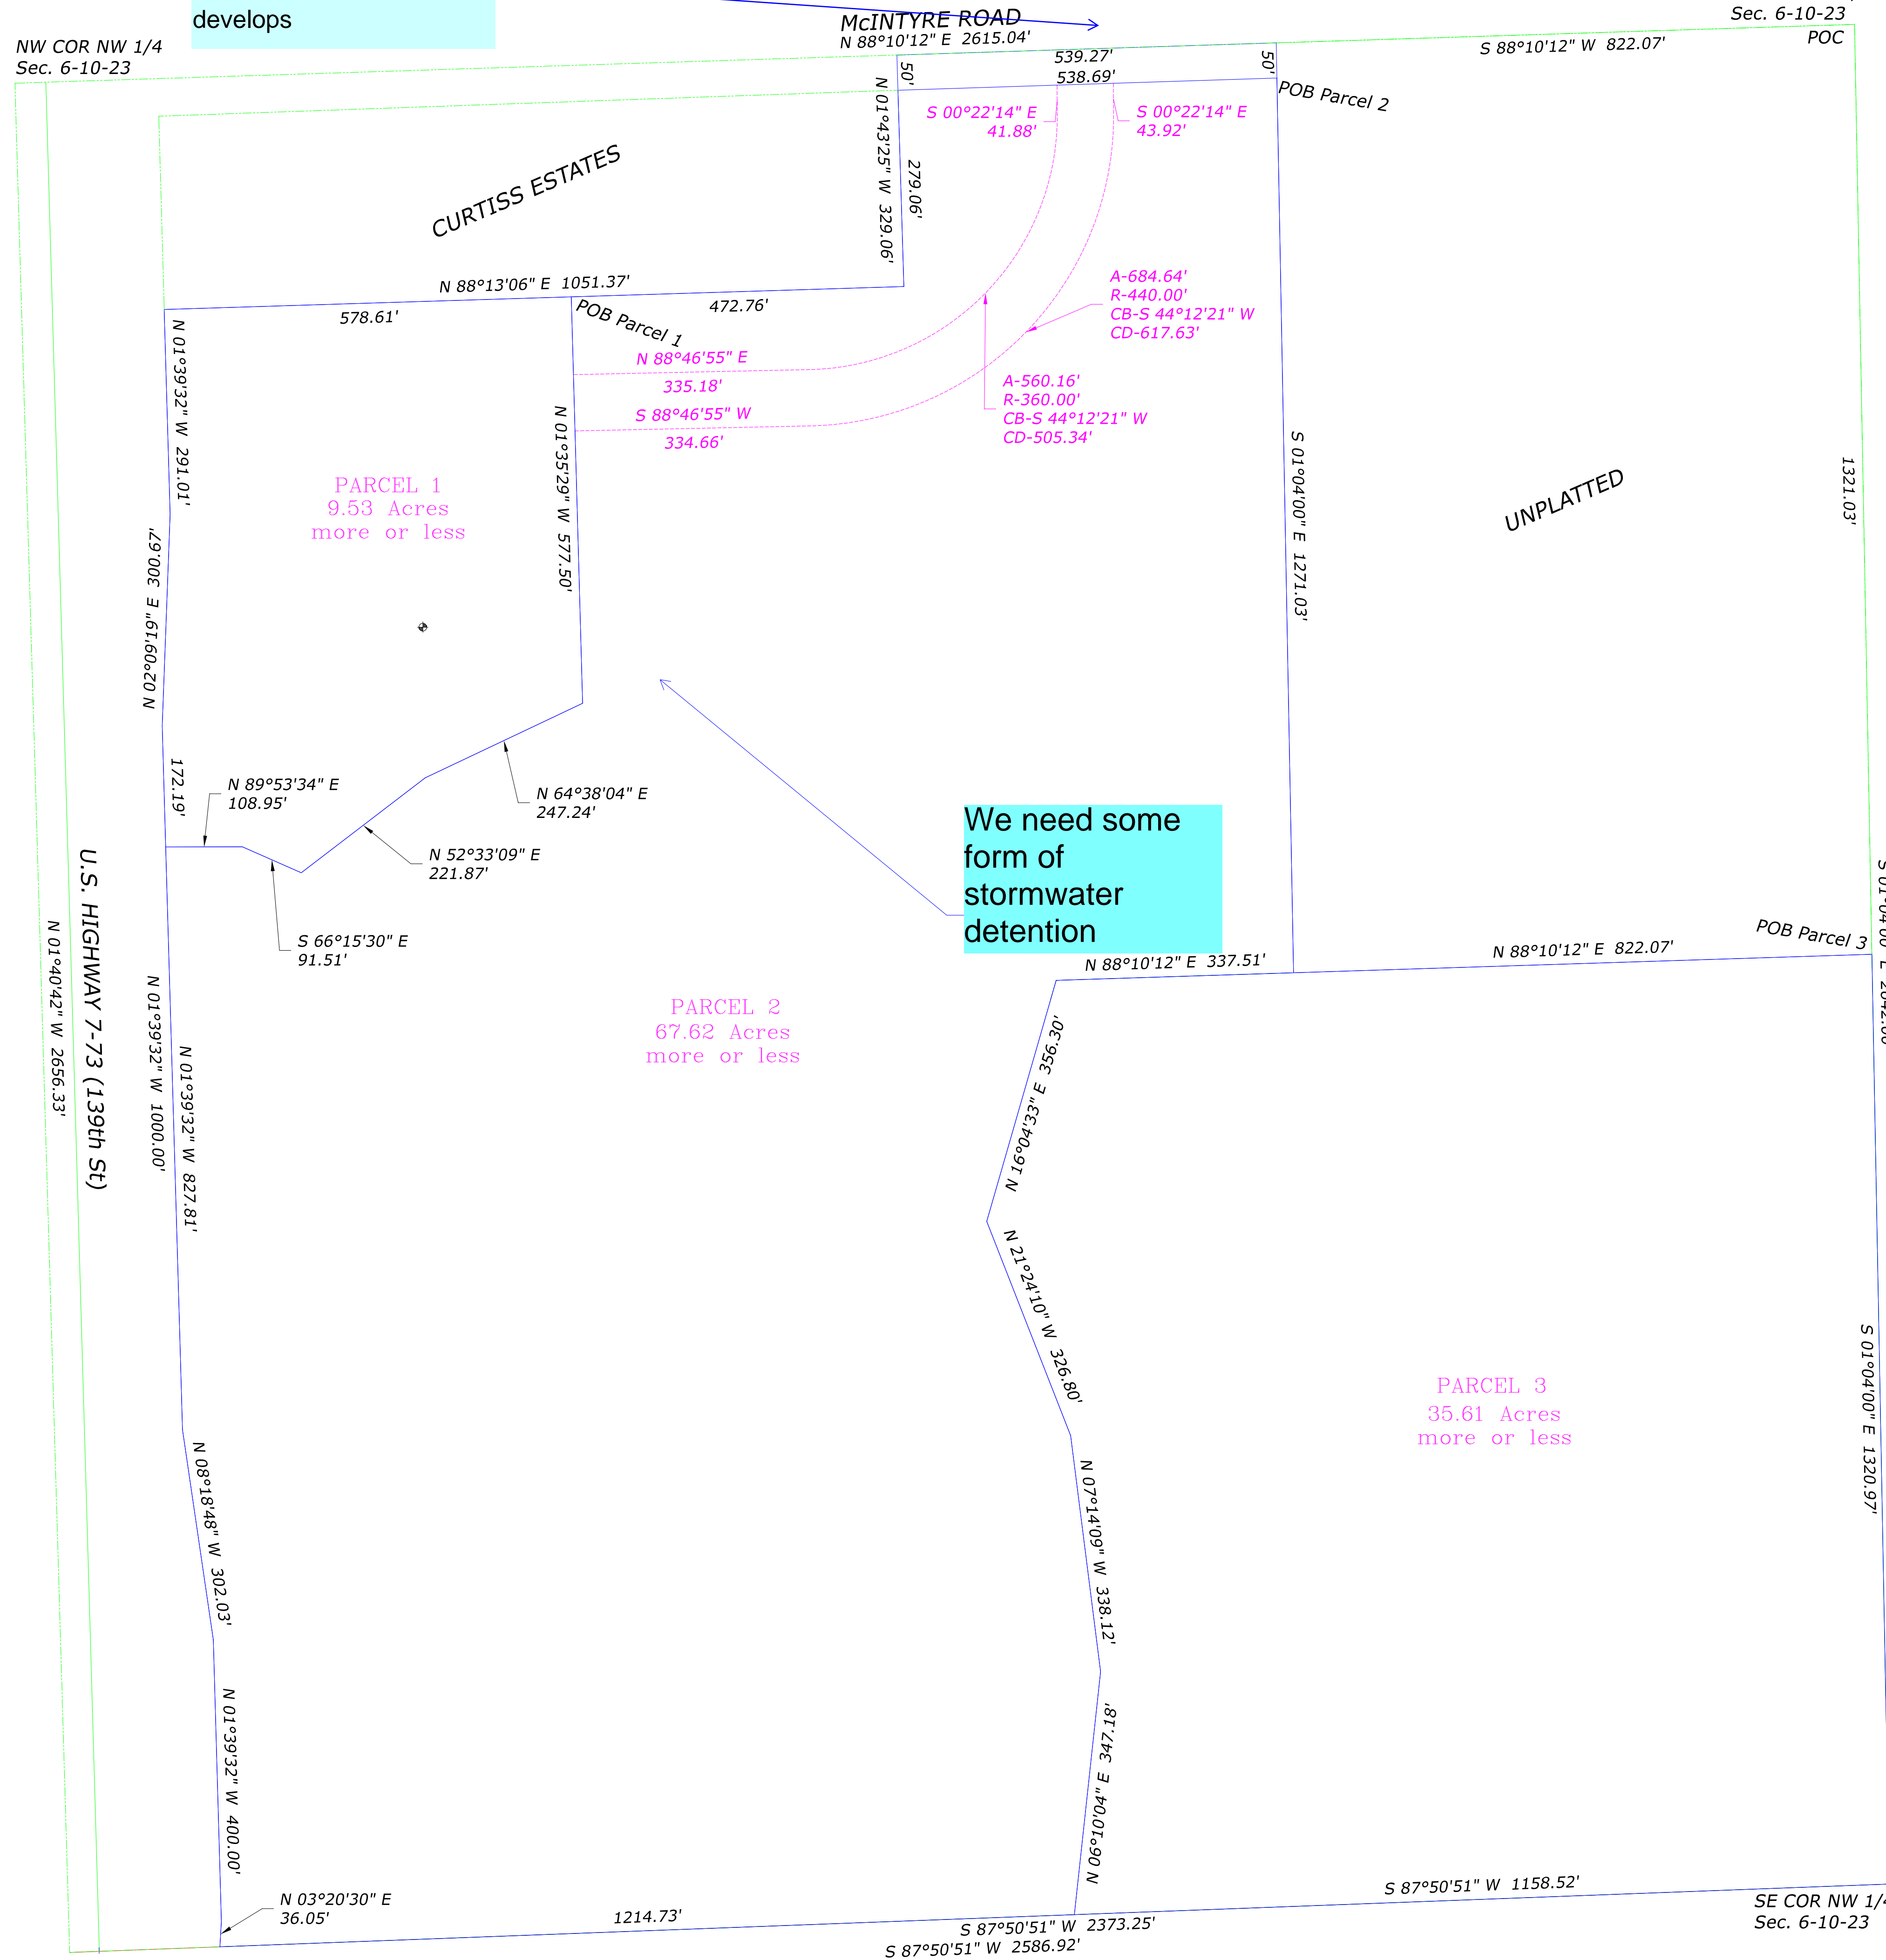 develops
McINTYRE ROAD
N 88°10'12" E 2615.04'
Sec. 6-10-23
POC
NW COR NW 1/4
Sec. 6-10-23
S 88°10'12" W 822.07'
539.27'
538.69'
50'
50'
POB Parcel 2
N 01°43'25" W 329.06'
279.06'
S 00°22'14" E
41.88'
S 00°22'14" E
43.92'
CURTISS ESTATES
N 88°13'06" E 1051.37'
578.61'
472.76'
POB Parcel 1
A-684.64'
R-440.00'
CB-S 44°12'21" W
CD-617.63'
N 88°46'55" E
335.18'
S 88°46'55" W
334.66'
A-560.16'
R-360.00'
CB-S 44°12'21" W
CD-505.34'
N 01°39'32" W 291.01'
N 01°35'29" W 577.50'
S 01°04'00" E 1271.03'
1321.03'
UNPLATTED
PARCEL 1
9.53 Acres
more or less
N 02°09'19" E 300.67'
172.19'
N 89°53'34" E
108.95'
N 64°38'04" E
247.24'
N 52°33'09" E
221.87'
S 66°15'30" E
91.51'
We need some
form of
stormwater
detention
U.S. HIGHWAY 7-73 (139th St)
N 01°40'42" W 2656.33'
N 01°39'32" W 1000.00'
N 01°39'32" W 827.81'
N 88°10'12" E 337.51'
N 88°10'12" E 822.07'
POB Parcel 3
PARCEL 2
67.62 Acres
more or less
N 16°04'33" E 356.30'
N 21°24'10" W 326.80'
PARCEL 3
35.61 Acres
more or less
S 01°04'00" E 1320.97'
N 08°18'48" W 302.03'
N 07°14'09" W 338.12'
N 01°39'32" W 400.00'
N 06°10'04" E 347.18'
N 03°20'30" E
36.05'
1214.73'
S 87°50'51" W 2373.25'
S 87°50'51" W 2586.92'
S 87°50'51" W 1158.52'
SE COR NW 1/4
Sec. 6-10-23